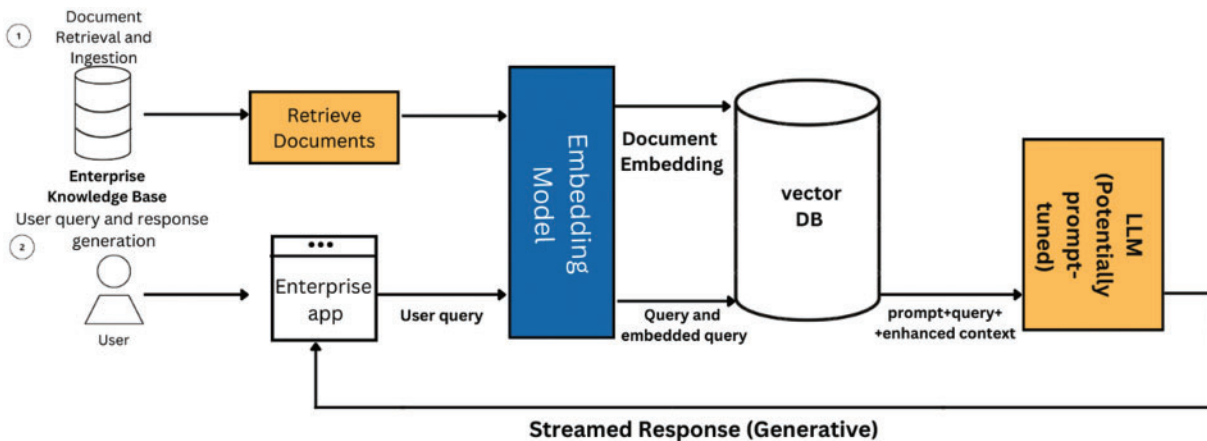 1
Document
Retrieval and
Ingestion
Enterprise
Knowledge Base
Retrieve
Documents
Embedding
Model
Document
Embedding
vector
DB
LLM
(Potentially
prompt-
tuned)
User query and response
generation
2
User
Enterprise
app
User query
Query and
embedded query
prompt+query+
+enhanced context
Streamed Response (Generative)